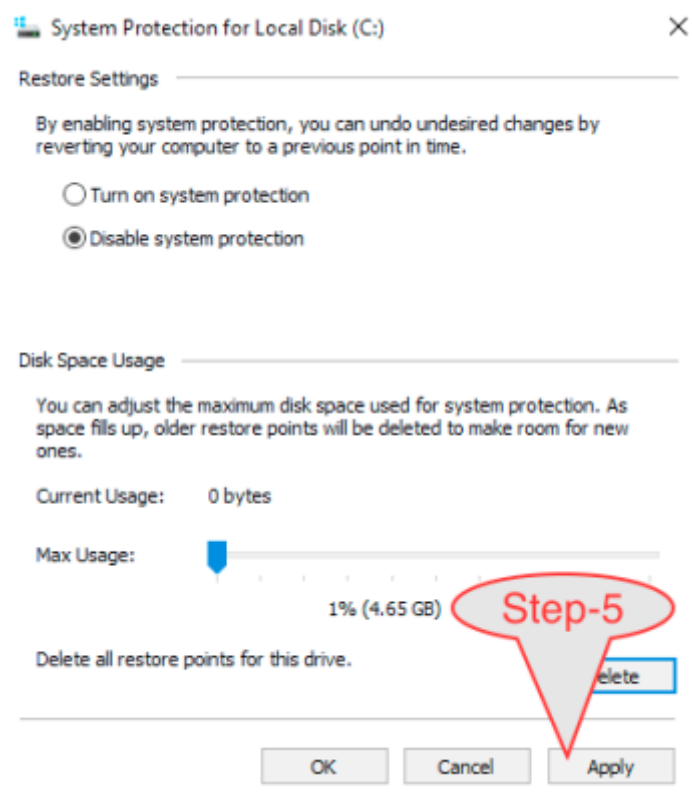 System Protection for Local Disk (C:)
Restore Settings
By enabling system protection, you can undo undesired changes by
reverting your computer to a previous point in time.
Turn on system protection
Disable system protection
Disk Space Usage
You can adjust the maximum disk space used for system protection. As
space fills up, older restore points will be deleted to make room for new
ones.
Current Usage: 0 bytes
Max Usage:
1% (4.65 GB)
Step-5
Delete all restore points for this drive.
elete
OK Cancel Apply